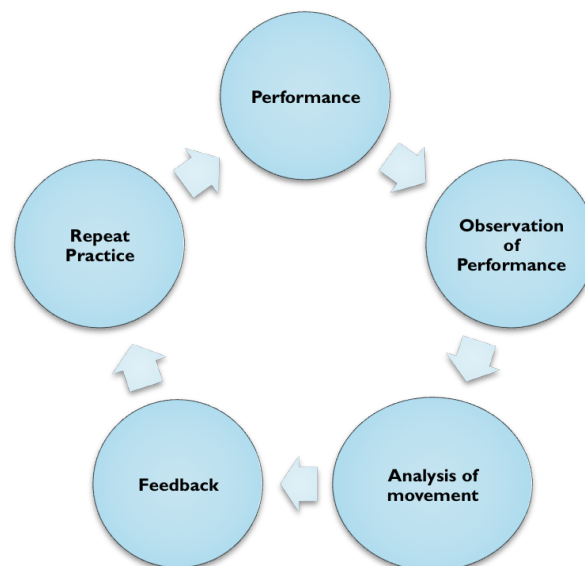 Performance
Observation
of
Performance
Analysis of
movement
Feedback
Repeat
Practice